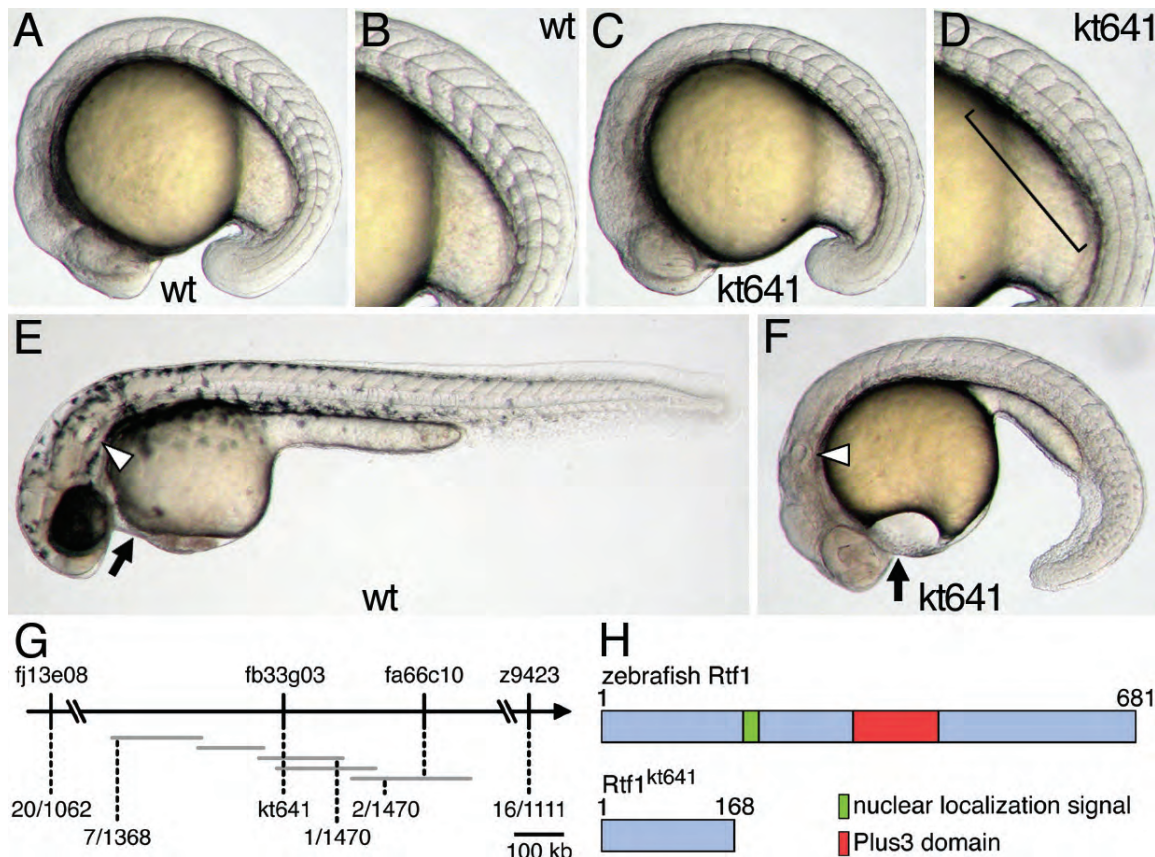 A
wt
B
wt
C
kt641
D
kt641
E
wt
F
kt641
G
fj13e08
fb33g03
fa66c10
z9423
20/1062
7/1368
kt641
1/1470
2/1470
16/1111
100 kb
H
zebrafish Rtf1
1
681
Rtf1kt641
1
168
nuclear localization signal
Plus3 domain